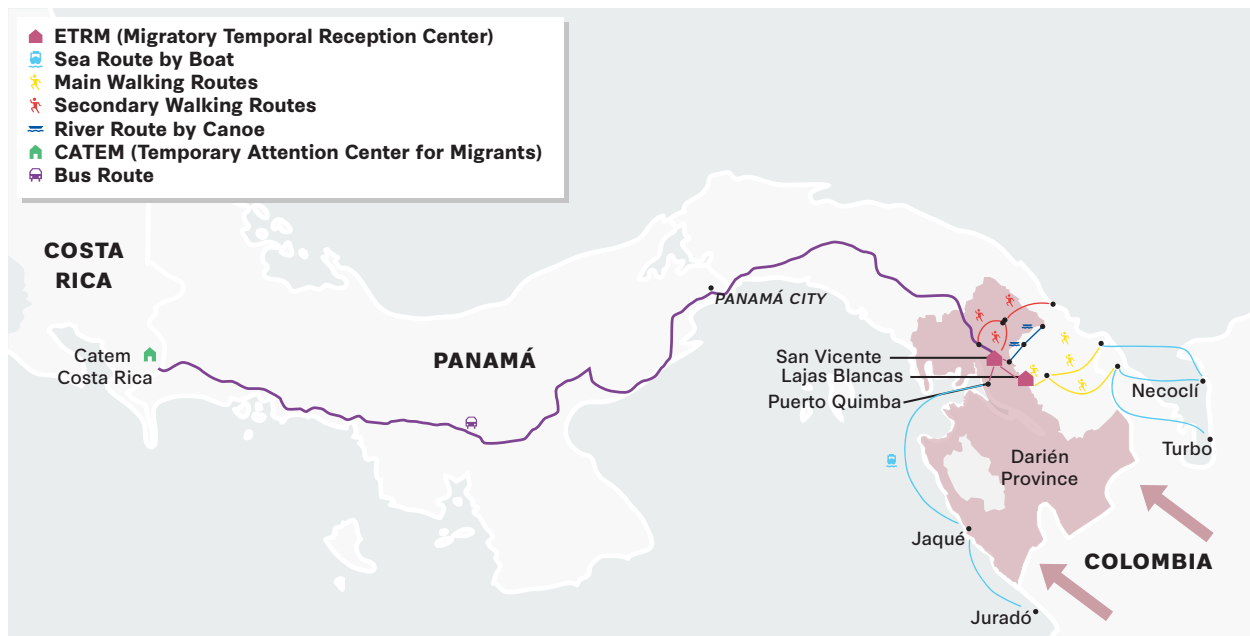 ETRM (Migratory Temporal Reception Center)
Sea Route by Boat
Main Walking Routes
Secondary Walking Routes
River Route by Canoe
CATEM (Temporary Attention Center for Migrants)
Bus Route
COSTA
RICA
PANAMÁ CITY
Catem
Costa Rica
PANAMÁ
San Vicente
Lajas Blancas
Puerto Quimba
Necoclí
Turbo
Darién
Province
Jaqué
COLOMBIA
Juradó